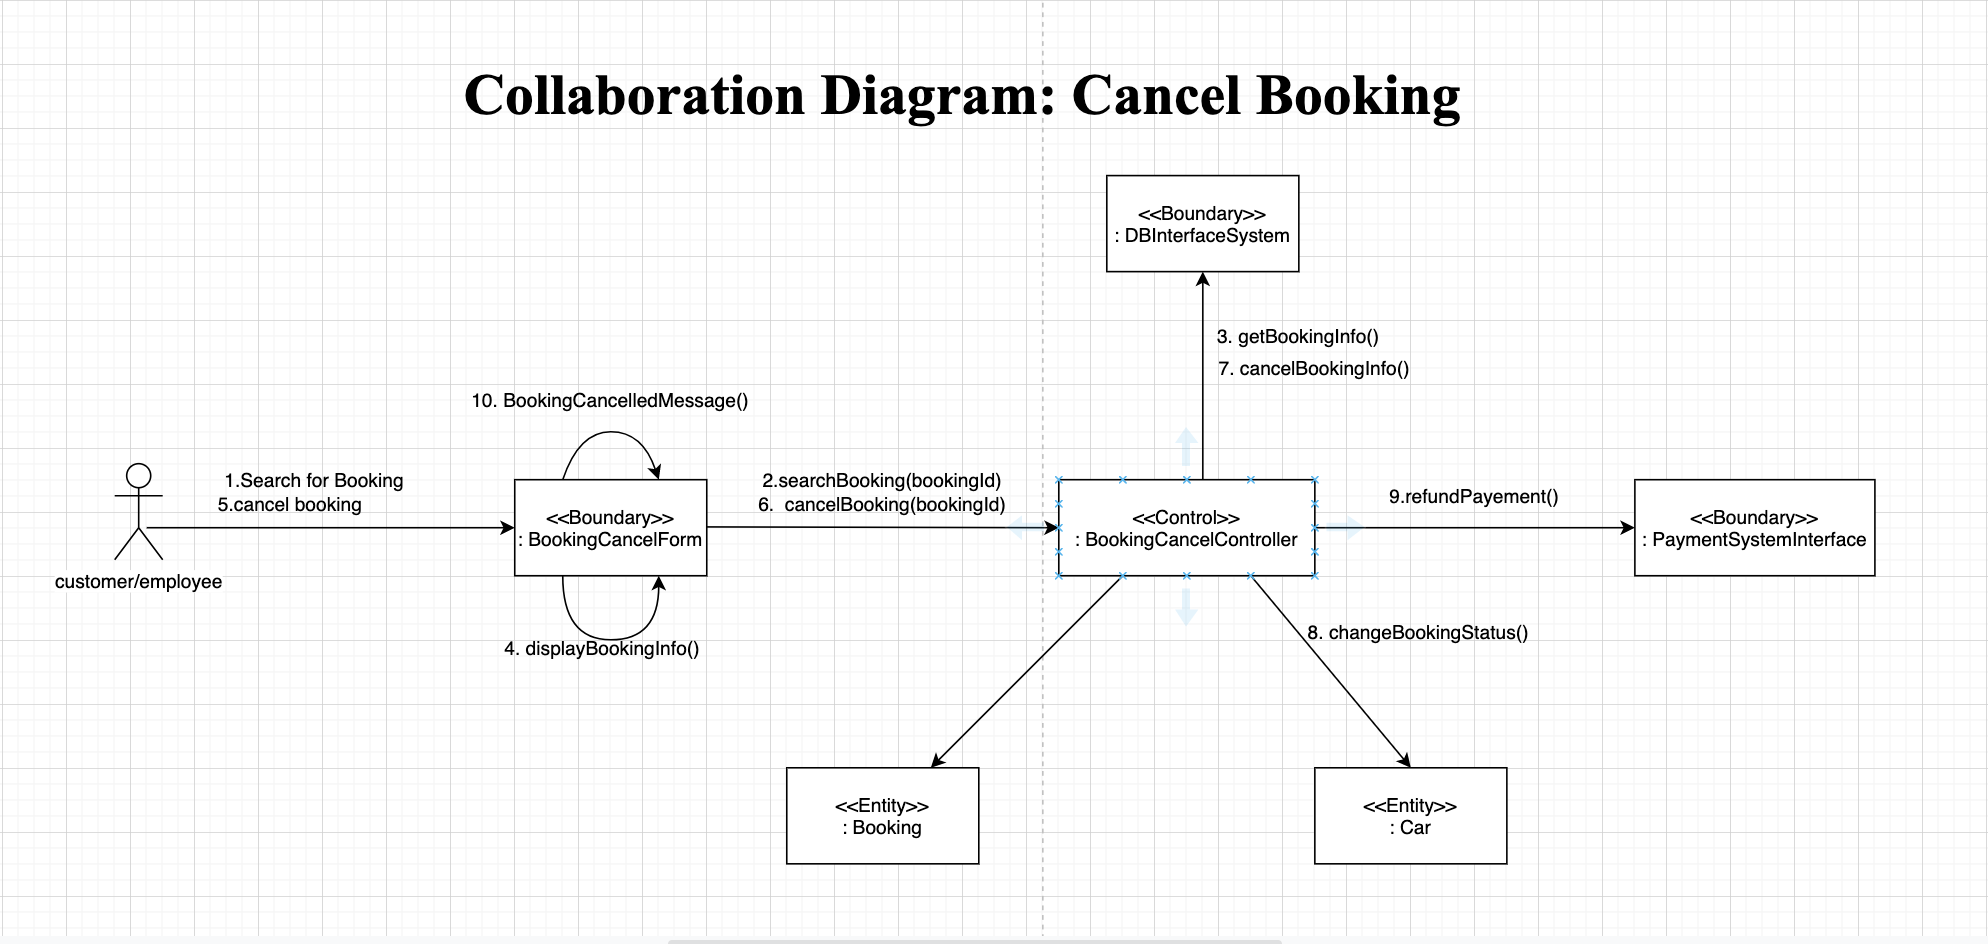 Collaboration Diagram: Cancel Booking
<<Boundary>>
: DBInterfaceSystem
3. getBookingInfo()
7. cancelBookingInfo()
10. BookingCancelledMessage()
1.Search for Booking
5.cancel booking
customer/employee
<<Boundary>>
: BookingCancelForm
4. displayBookingInfo()
2.searchBooking(bookingId)
6. cancelBooking(bookingId)
<<Control>>
: BookingCancelController
9.refundPayement()
<<Boundary>>
: PaymentSystemInterface
8. changeBookingStatus()
<<Entity>>
: Booking
<<Entity>>
: Car